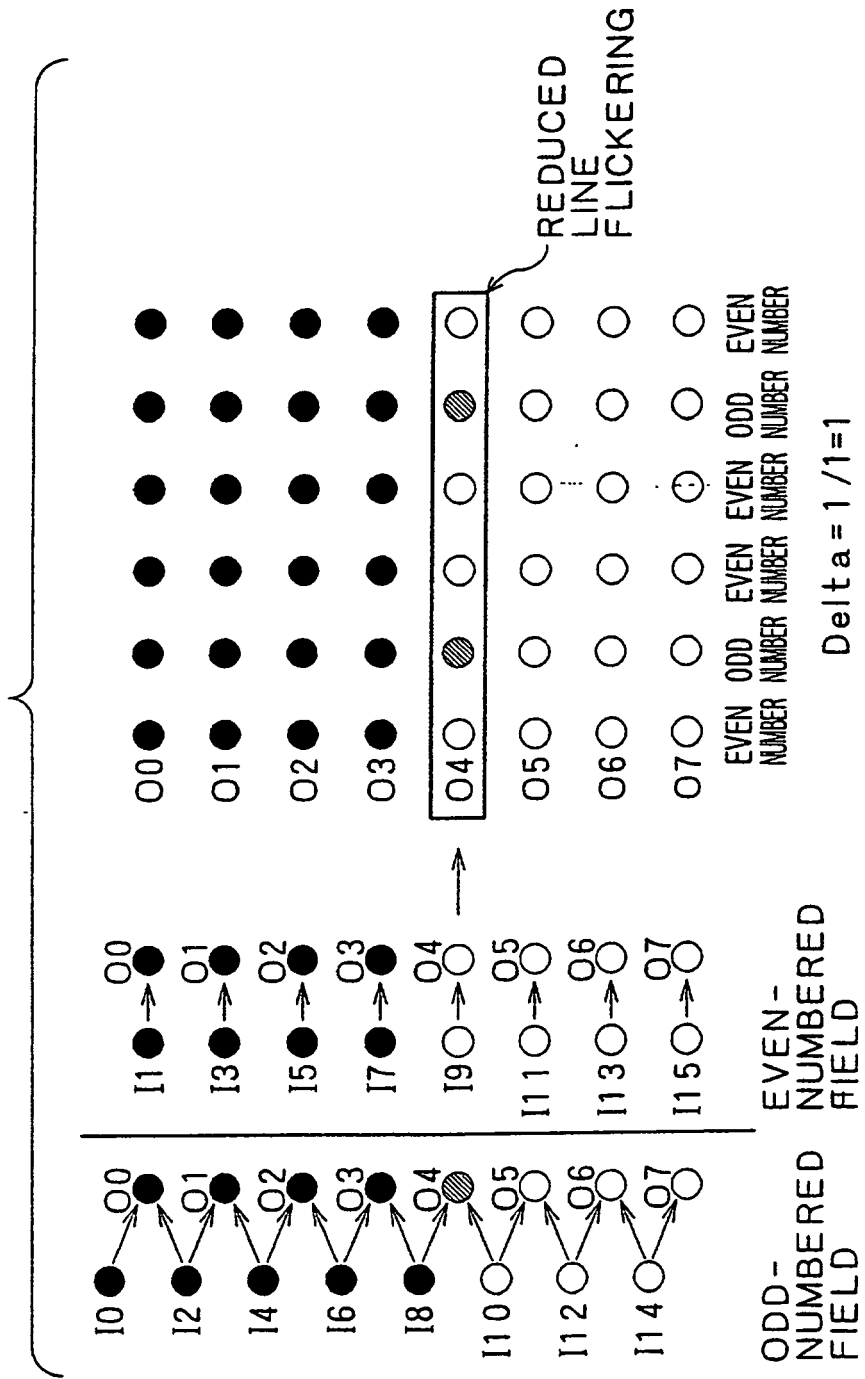 I0
I2
I4
I6
I8
I10
I12
I14
O0
O1
O2
O3
O4
O5
O6
O7
ODD-
NUMBERED
FIELD
I1
I3
I5
I7
I9
I11
I13
I15
O0
O1
O2
O3
O4
O5
O6
O7
EVEN-
NUMBERED
FIELD
O0
O1
O2
O3
O4
O5
O6
O7
EVEN ODD EVEN EVEN ODD EVEN
NUMBER NUMBER NUMBER NUMBER NUMBER NUMBER
Delta=1/1=1
REDUCED
LINE
FLICKERING